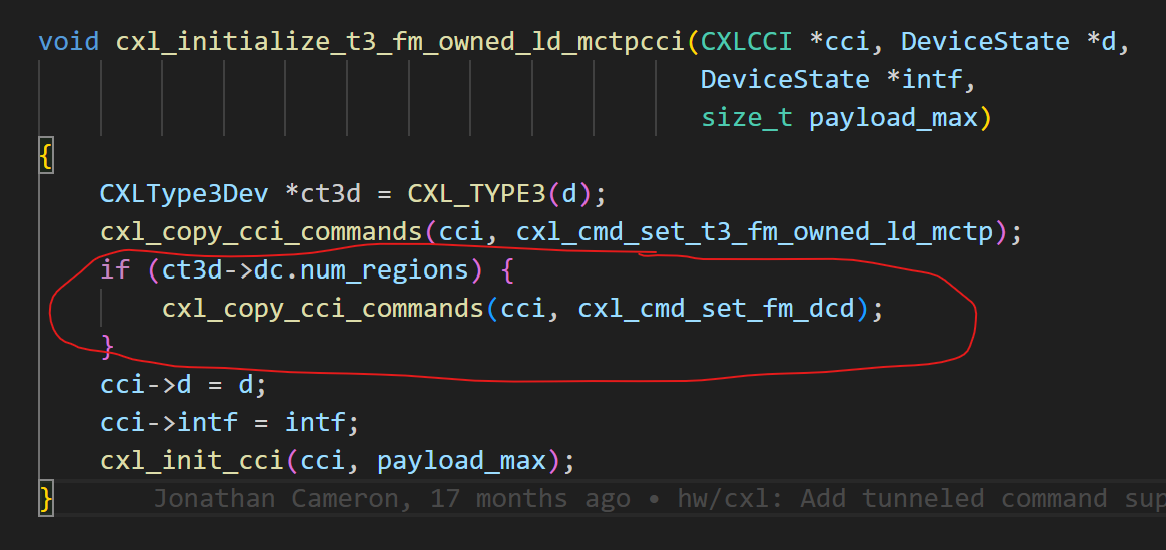 void cxl_initialize_t3_fm_owned_ld_mctpcci(CXLCCI *cci, DeviceState *d,
DeviceState *intf,
size_t payload_max)
{
CXLType3Dev *ct3d = CXL_TYPE3(d);
cxl_copy_cci_commands(cci, cxl_cmd_set_t3_fm_owned_ld_mctp);
if (ct3d->dc.num_regions) {
cxl_copy_cci_commands(cci, cxl_cmd_set_fm_dcd);
}
cci->d = d;
cci->intf = intf;
cxl_init_cci(cci, payload_max);
} Jonathan Cameron, 17 months ago • hw/cxl: Add tunneled command sup